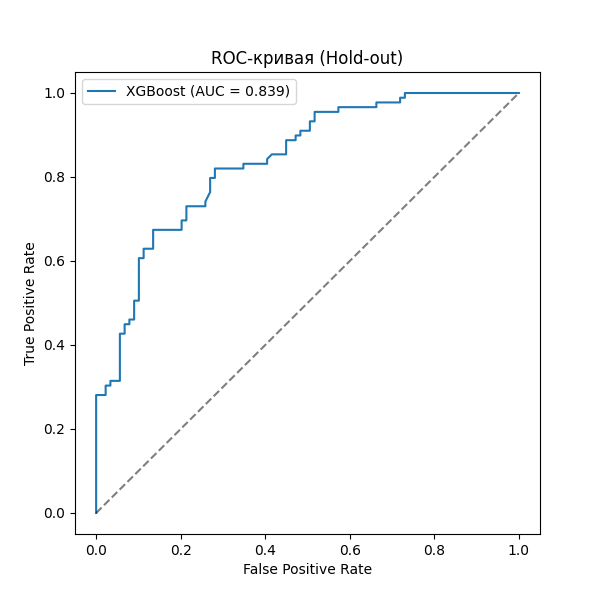 ROC-кривая (Hold-out)
XGBoost (AUC = 0.839)
1.0
0.8
0.6
0.4
0.2
0.0
True Positive Rate
0.0 0.2 0.4 0.6 0.8 1.0
False Positive Rate